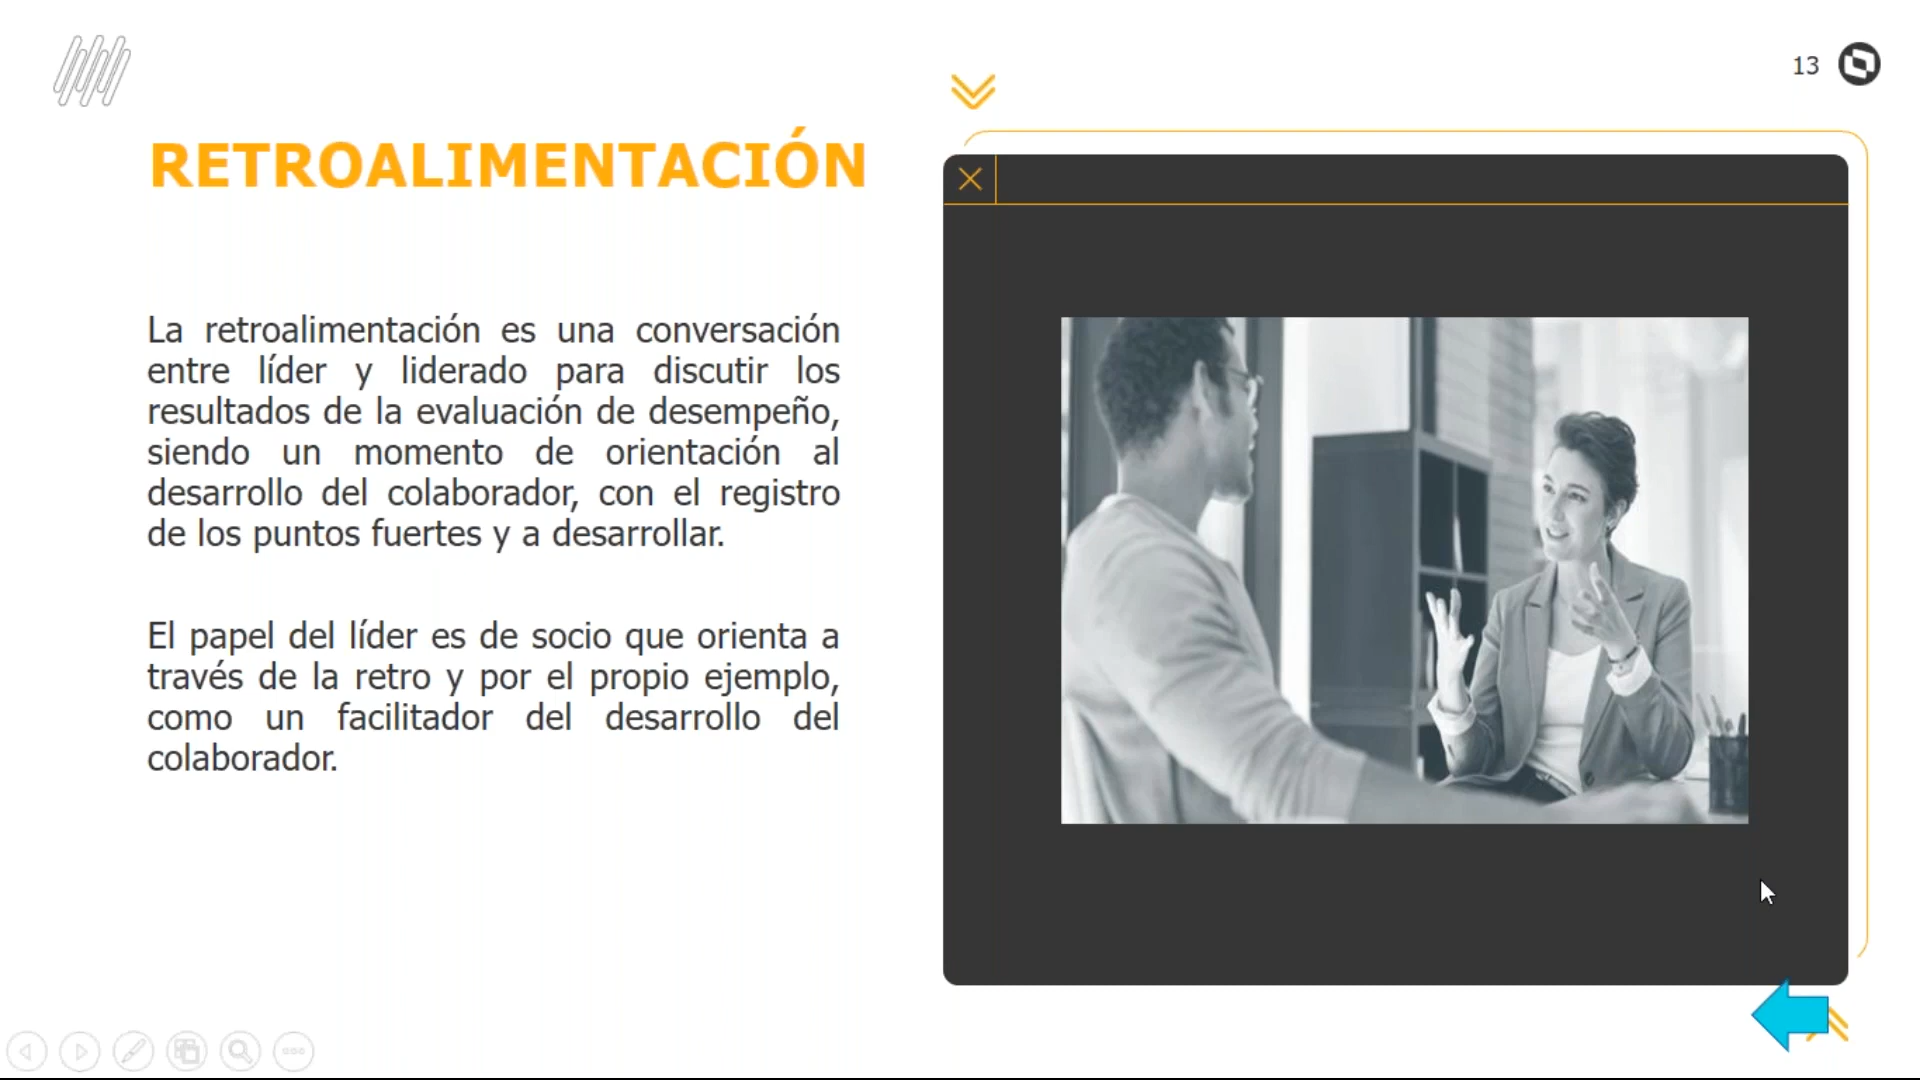 13
RETROALIMENTACIÓN
La retroalimentación es una conversación
entre líder y liderado para discutir los
resultados de la evaluación de desempeño,
siendo un momento de orientación al
desarrollo del colaborador, con el registro
de los puntos fuertes y a desarrollar.
El papel del líder es de socio que orienta a
través de la retro y por el propio ejemplo,
como un facilitador del desarrollo del
colaborador.